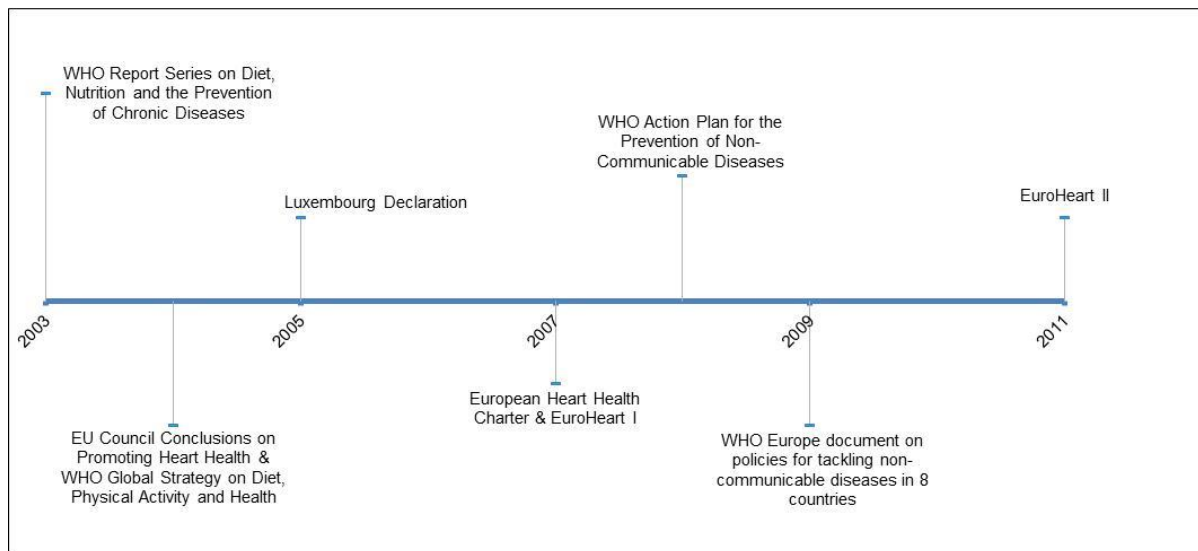 WHO Report Series on Diet,
Nutrition and the Prevention
of Chronic Diseases
WHO Action Plan for the
Prevention of Non-
Communicable Diseases
Luxembourg Declaration
EuroHeart II
2003
2005
2007
2009
2011
European Heart Health
Charter & EuroHeart I
EU Council Conclusions on
Promoting Heart Health &
WHO Global Strategy on Diet,
Physical Activity and Health
WHO Europe document on
policies for tackling non-
communicable diseases in 8
countries